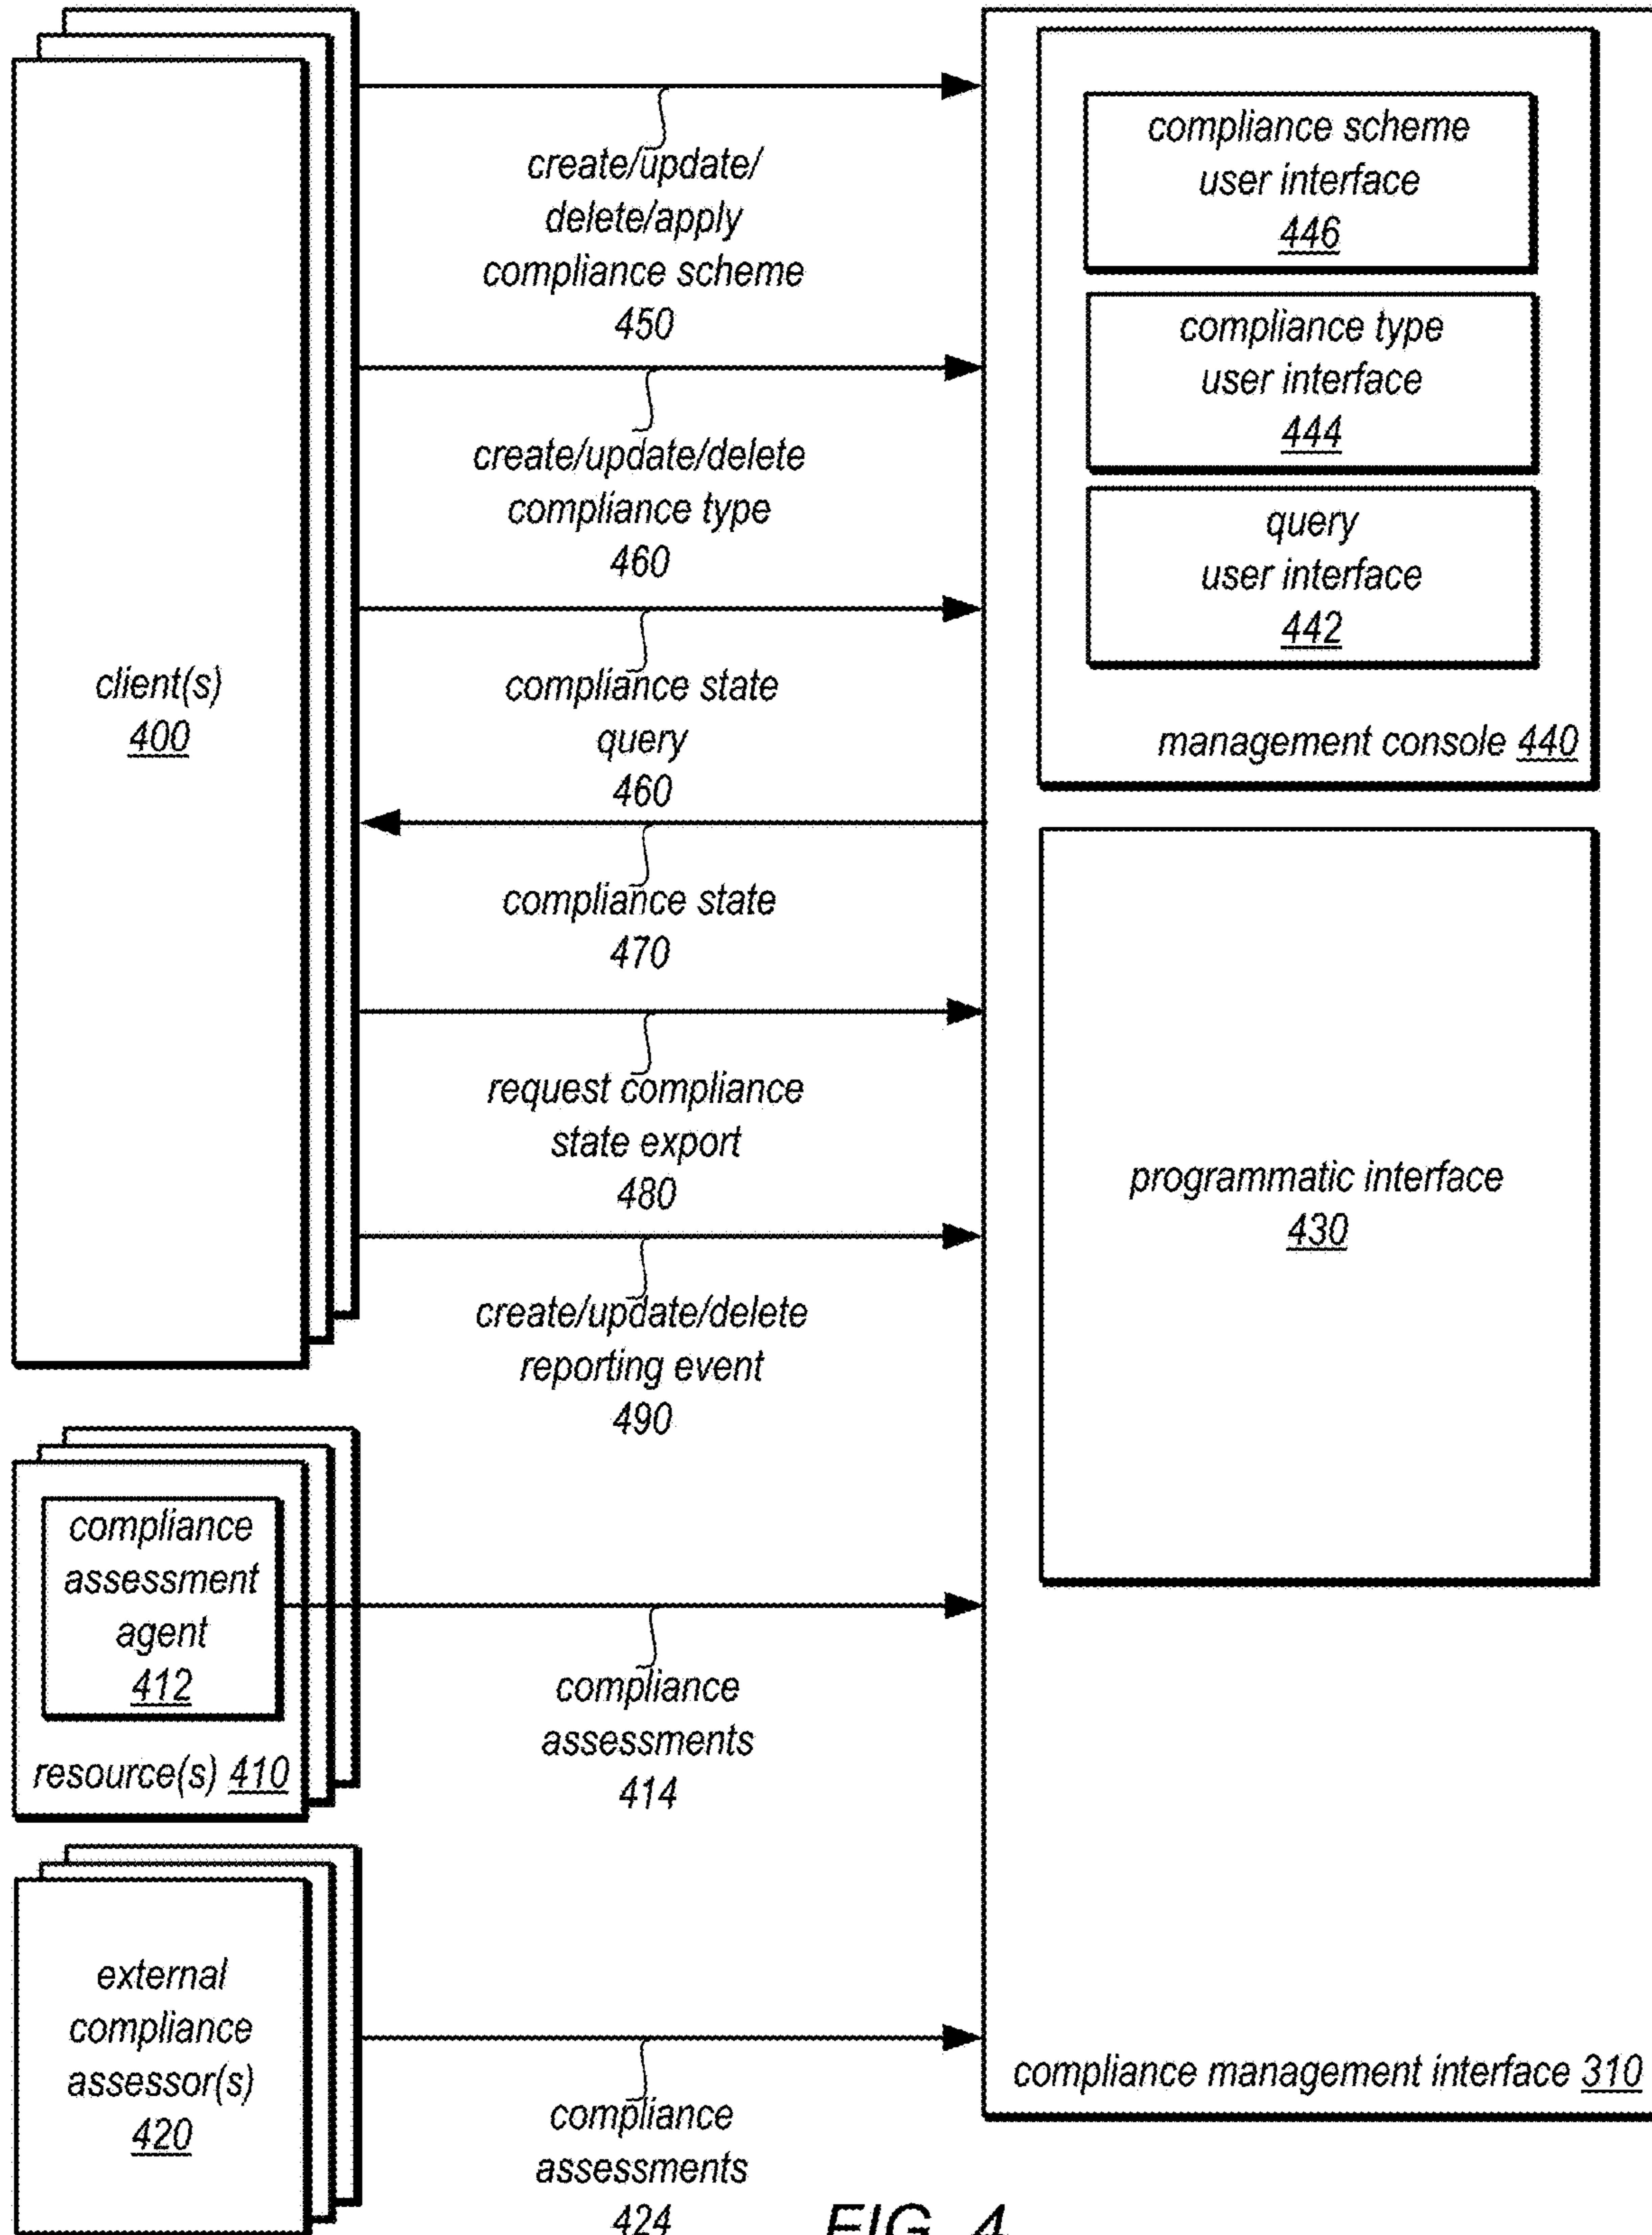 client(s)
400
create/update/
delete/apply
compliance scheme
450
create/update/delete
compliance type
460
compliance state
query
460
compliance state
470
request compliance
state export
480
create/update/delete
reporting event
490
compliance scheme
user interface
446
compliance type
user interface
444
query
user interface
442
management console 440
programmatic interface
430
compliance
assessment
agent
412
resource(s) 410
compliance
assessments
414
external
compliance
assessor(s)
420
compliance
assessments
424
compliance management interface 310
FIG. 4